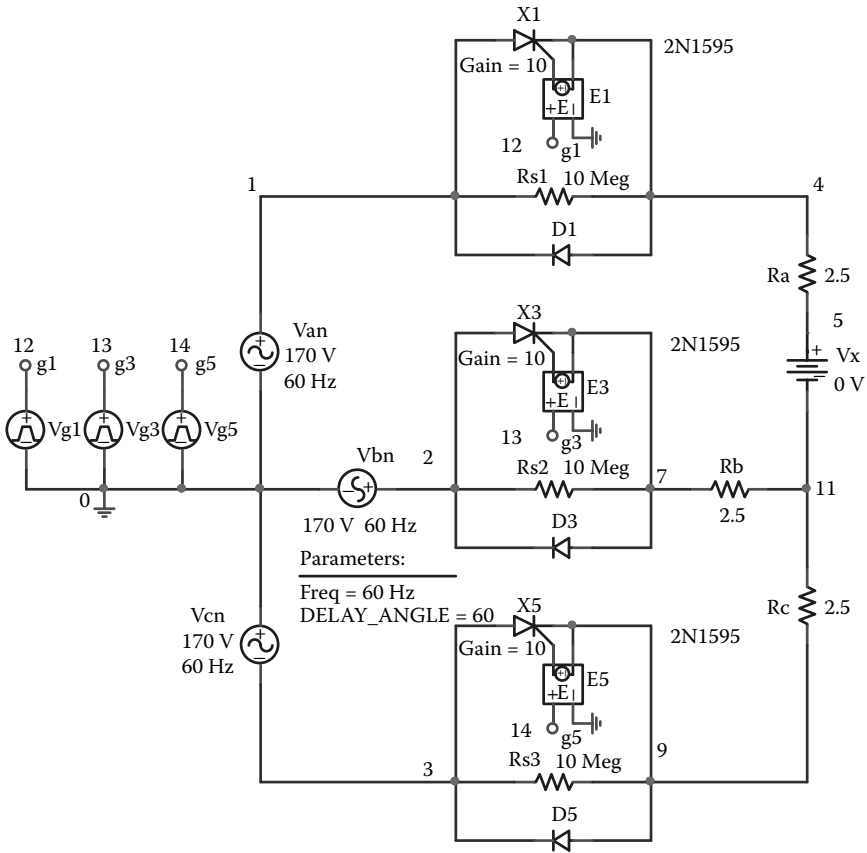 X1
2N1595
Gain = 10
+E−
E1
12
g1
Rs1 10 Meg
1
4
D1
Ra 2.5
X3
5
12 13 14
g1 g3 g5
Van
170 V
60 Hz
2N1595
Gain = 10
+ Vx
− 0 V
+E−
E3
Vg1 Vg3 Vg5
13
g3
Vbn
2
Rs2 10 Meg
7
Rb
11
0
170 V 60 Hz
2.5
D3
Parameters:
Freq = 60 Hz
DELAY_ANGLE = 60
X5
Rc 2.5
Vcn
170 V
60 Hz
2N1595
Gain = 10
+E−
E5
14
g5
9
3
Rs3 10 Meg
D5